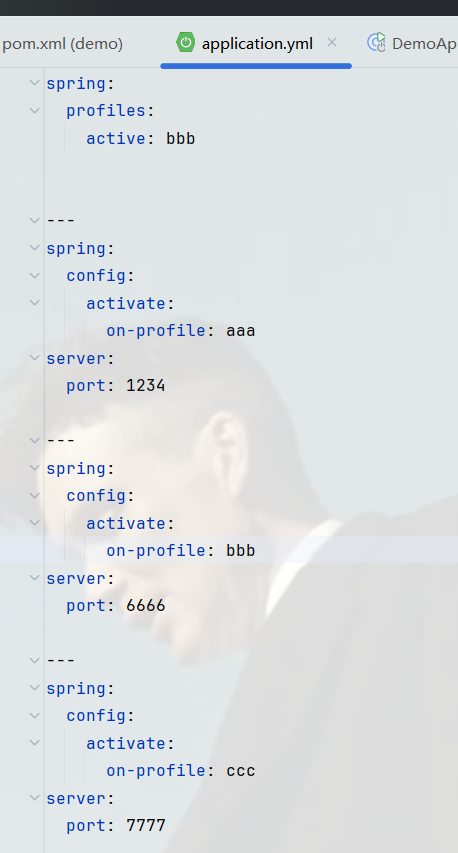 pom.xml (demo) application.yml DemoAp
spring:
  profiles:
    active: bbb
---
spring:
  config:
    activate:
      on-profile: aaa
server:
  port: 1234
---
spring:
  config:
    activate:
      on-profile: bbb
server:
  port: 6666
---
spring:
  config:
    activate:
      on-profile: ccc
server:
  port: 7777